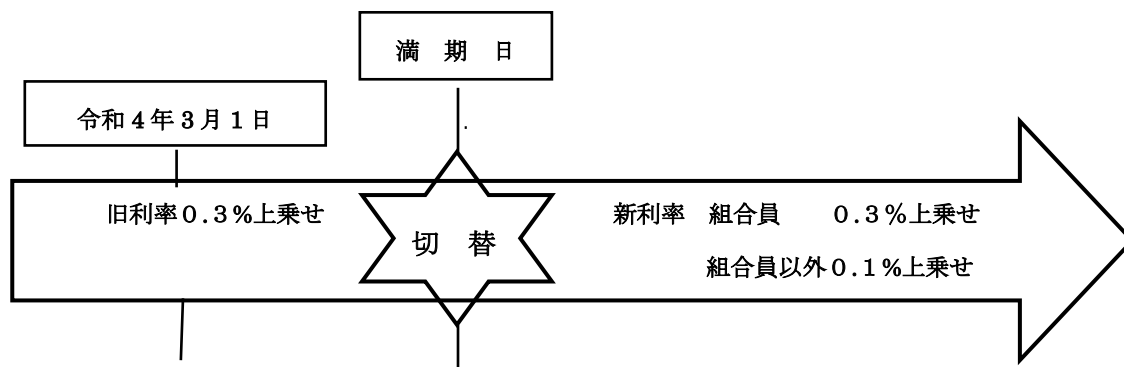 満 期 日
令和4年3月1日
旧利率0.3%上乗せ
切 替
新利率 組合員 0.3%上乗せ
組合員以外0.1%上乗せ